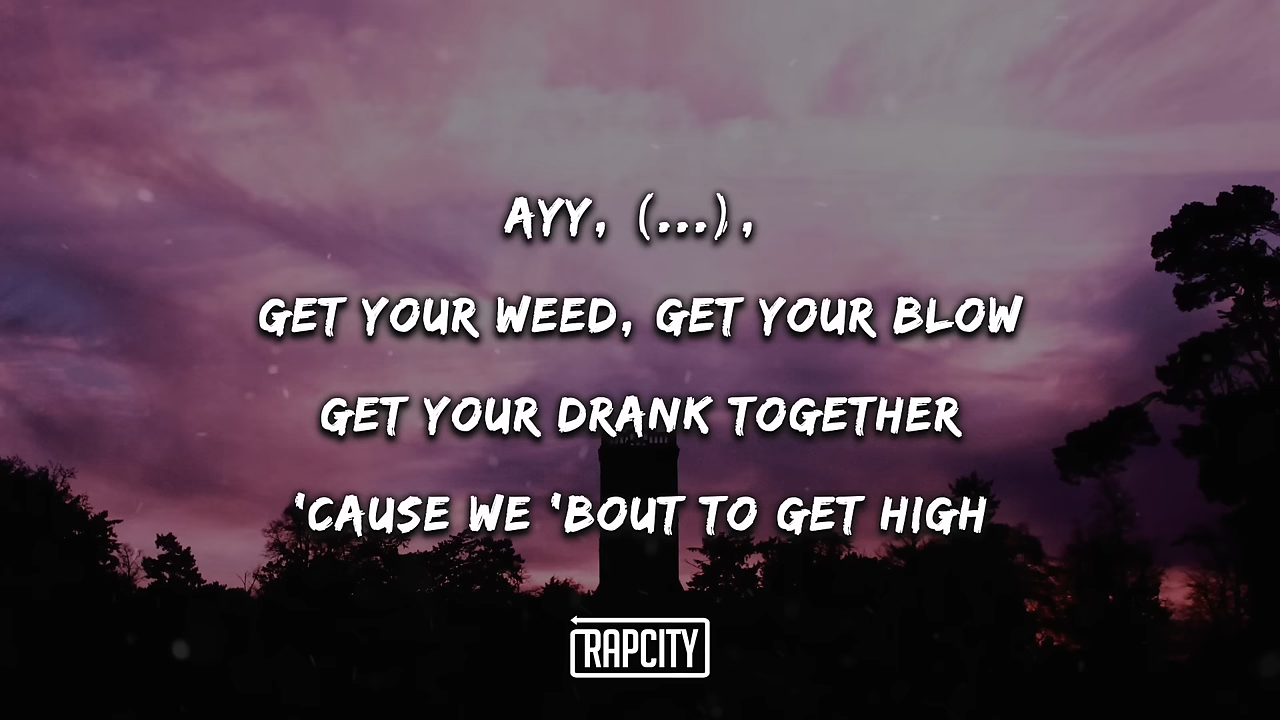 AYY, (...),
GET YOUR WEED, GET YOUR BLOW
GET YOUR DRANK TOGETHER
'CAUSE WE 'BOUT TO GET HIGH
RAPCITY